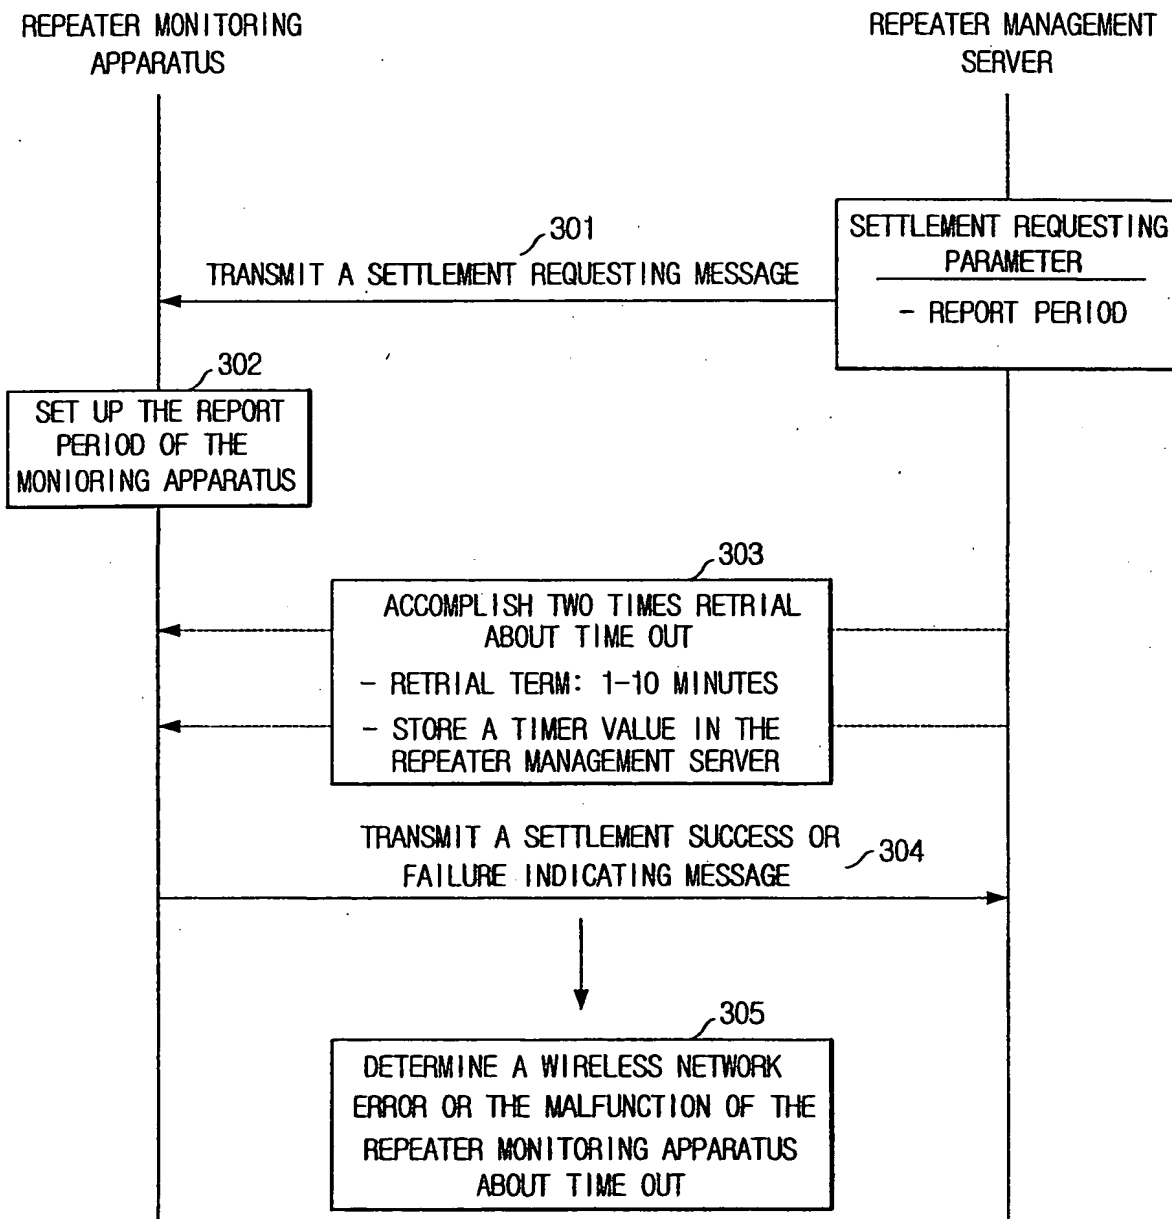 REPEATER MONITORING
APPARATUS
REPEATER MANAGEMENT
SERVER
301
TRANSMIT A SETTLEMENT REQUESTING MESSAGE
SETTLEMENT REQUESTING
PARAMETER
- REPORT PERIOD
302
SET UP THE REPORT
PERIOD OF THE
MONIORING APPARATUS
303
ACCOMPLISH TWO TIMES RETRIAL
ABOUT TIME OUT
- RETRIAL TERM: 1-10 MINUTES
- STORE A TIMER VALUE IN THE
REPEATER MANAGEMENT SERVER
TRANSMIT A SETTLEMENT SUCCESS OR
FAILURE INDICATING MESSAGE
304
305
DETERMINE A WIRELESS NETWORK
ERROR OR THE MALFUNCTION OF THE
REPEATER MONITORING APPARATUS
ABOUT TIME OUT